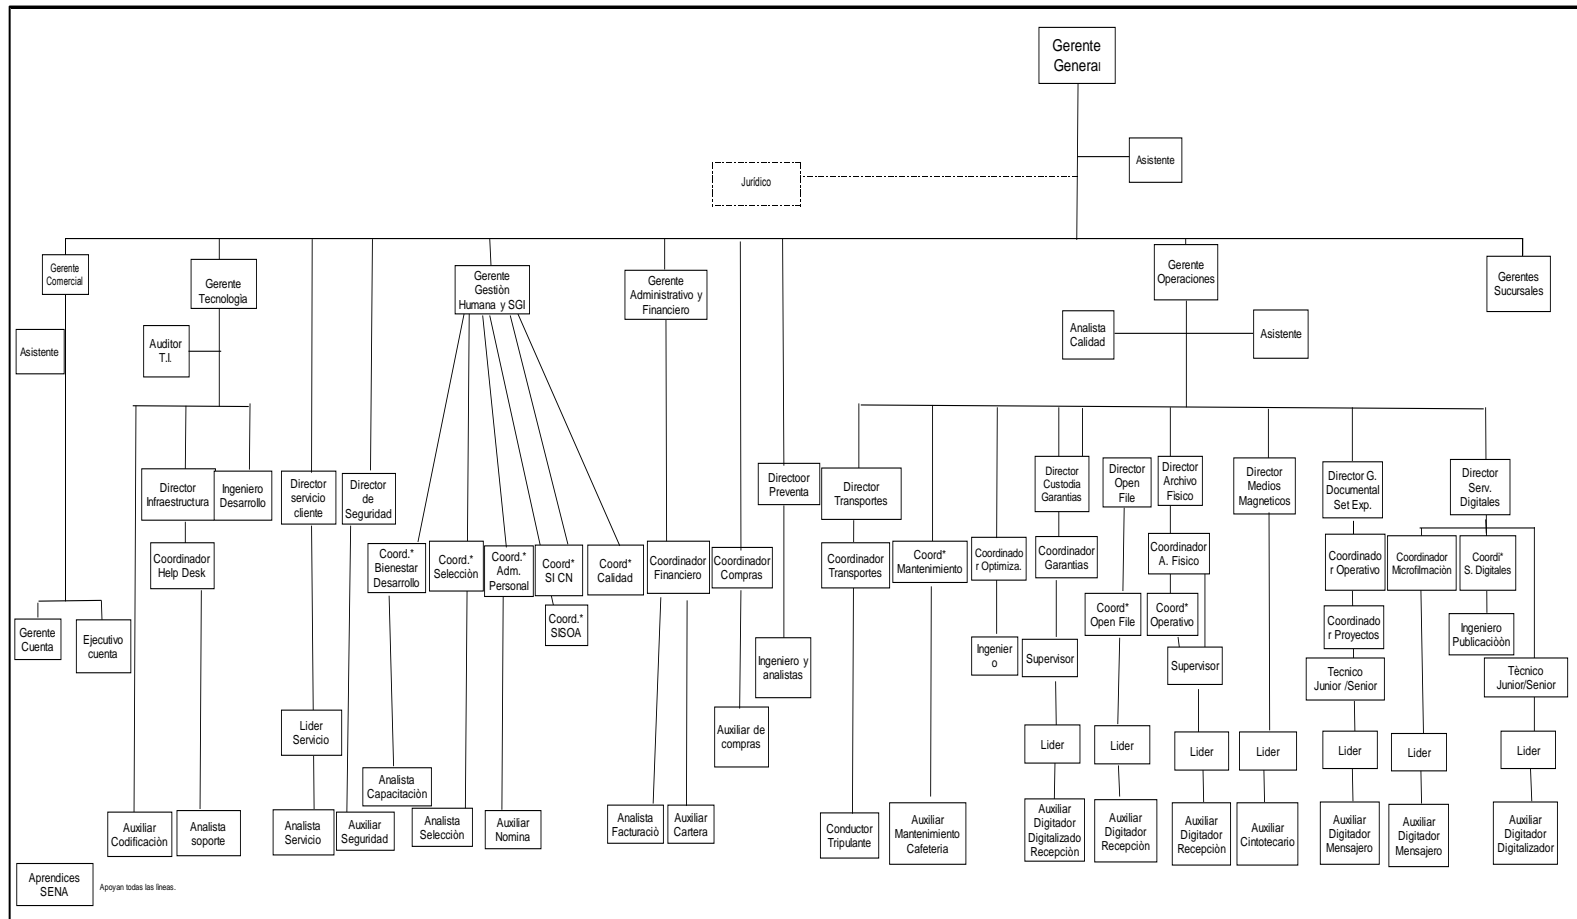 Gerente
General
Asistente
Jurídico
Gerente
Comercial
Gerente
Tecnología
Gerente
Gestiòn
Humana y SGI
Gerente
Administrativo y
Financiero
Gerente
Operaciones
Gerentes
Sucursales
Asistente
Auditor
T.I.
Analista
Calidad
Asistente
Director
Infraestructura
Ingeniero
Desarrollo
Director
servicio
cliente
Director
de
Seguridad
Directoor
Preventa
Director
Transportes
Director
Custodia
Garantias
Director
Open
File
Director
Archivo
Fisico
Director
Medios
Magneticos
Director G.
Documental
Set Exp.
Director
Serv.
Digitales
Coordinador
Help Desk
Coord.*
Bienestar
Desarrollo
Coord.*
Selecciòn
Coord.*
Adm.
Personal
Coord*
SI CN
Coord*
Calidad
Coordinador
Financiero
Coordinador
Compras
Coordinador
Transportes
Coord*
Mantenimiento
Coordinado
r Optimiza.
Coordinador
Garantias
Coordinador
A. Fisico
Coordinado
r Operativo
Coordinador
Microfilmaciòn
Coordi*
S. Digitales
Gerente
Cuenta
Ejecutivo
cuenta
Coord.*
SISOA
Coord*
Open File
Coord*
Operativo
Coordinado
r Proyectos
Ingeniero
Publicaciòòn
Ingeniero y
analistas
Ingenier
o
Supervisor
Supervisor
Tecnico
Junior /Senior
Tècnico
Junior/Senior
Lider
Servicio
Auxiliar de
compras
Lider
Lider
Lider
Lider
Lider
Lider
Lider
Analista
Capacitaciòn
Auxiliar
Codificaciòn
Analista
soporte
Analista
Servicio
Auxiliar
Seguridad
Analista
Selecciòn
Auxiliar
Nomina
Analista
Facturaciò
Auxiliar
Cartera
Conductor
Tripulante
Auxiliar
Mantenimiento
Cafeteria
Auxiliar
Digitador
Digitalizado
Recepciòn
Auxiliar
Digitador
Recepciòn
Auxiliar
Digitador
Recepciòn
Auxiliar
Cintotecario
Auxiliar
Digitador
Mensajero
Auxiliar
Digitador
Mensajero
Auxiliar
Digitador
Digitalizador
Aprendices
SENA
Apoyan todas las lineas.